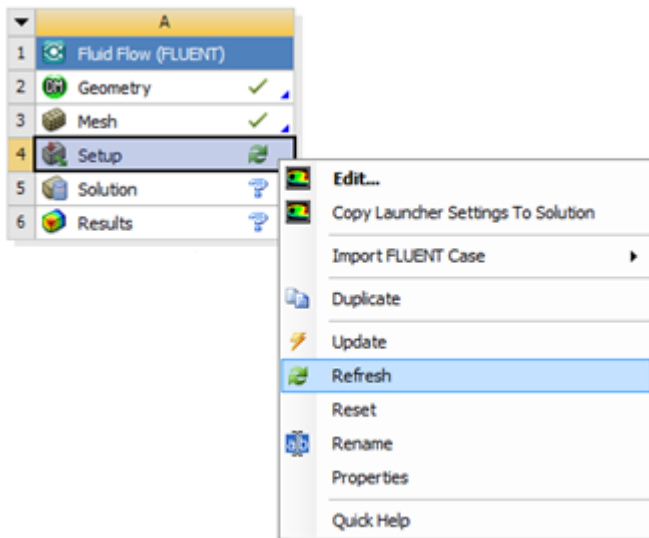 A
1 Fluid Flow (FLUENT)
2 Geometry
3 Mesh
4 Setup
5 Solution
6 Results
Edit...
Copy Launcher Settings To Solution
Import FLUENT Case
Duplicate
Update
Refresh
Reset
Rename
Properties
Quick Help